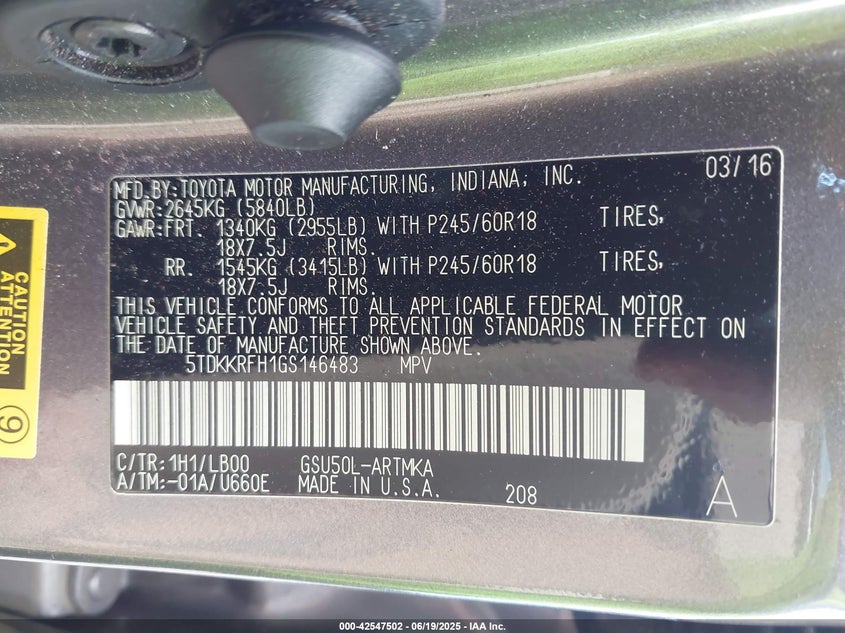 03/16
MFD.BY:TOYOTA MOTOR MANUFACTURING, INDIANA, INC.
GVWR:2645KG (5840LB)
GAWR:FRT. 1340KG (2955LB) WITH P245/60R18 TIRES,
18X7.5J RIMS.
RR. 1545KG (3415LB) WITH P245/60R18 TIRES,
18X7.5J RIMS.
THIS VEHICLE CONFORMS TO ALL APPLICABLE FEDERAL MOTOR
VEHICLE SAFETY AND THEFT PREVENTION STANDARDS IN EFFECT ON
THE DATE OF MANUFACTURE SHOWN ABOVE.
5TDKKRFH1GS146483 MPV
C/TR:1H1/LB00 GSU50L-ARTMKA
A/TM:-01A/U660E MADE IN U.S.A. 208 A
CAUTION
ATTENTION
9
000-42547502 - 06/19/2025 - IAA Inc.